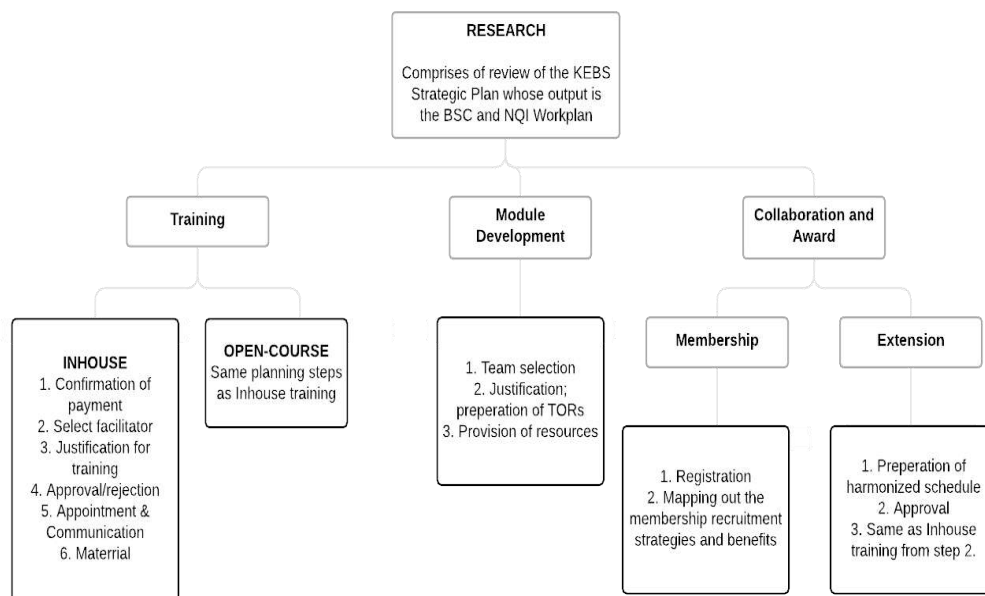 RESEARCH
Comprises of review of the KEBS
Strategic Plan whose output is
the BSC and NQI Workplan
Training
Module
Development
Collaboration and
Award
INHOUSE
1. Confirmation of
payment
2. Select facilitator
3. Justification for
training
4. Approval/rejection
5. Appointment &
Communication
6. Materrial
OPEN-COURSE
Same planning steps
as Inhouse training
1. Team selection
2. Justification;
preperation of TORs
3. Provision of resources
Membership
Extension
1. Registration
2. Mapping out the
membership recruitment
strategies and benefits
1. Preperation of
harmonized schedule
2. Approval
3. Same as Inhouse
training from step 2.